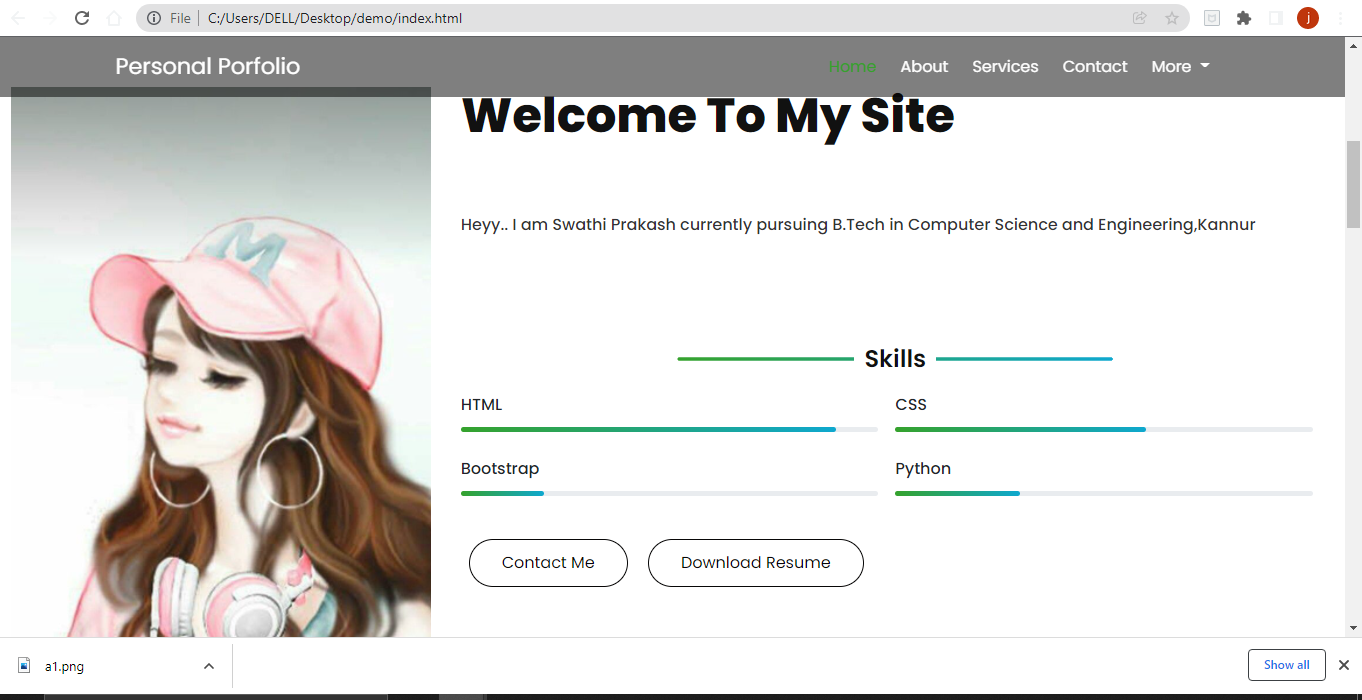 File C:/Users/DELL/Desktop/demo/index.html j
Personal Porfolio Home About Services Contact More
Welcome To My Site
Heyy.. I am Swathi Prakash currently pursuing B.Tech in Computer Science and Engineering,Kannur
M
Skills
HTML CSS
Bootstrap Python
Contact Me Download Resume
a1.png Show all